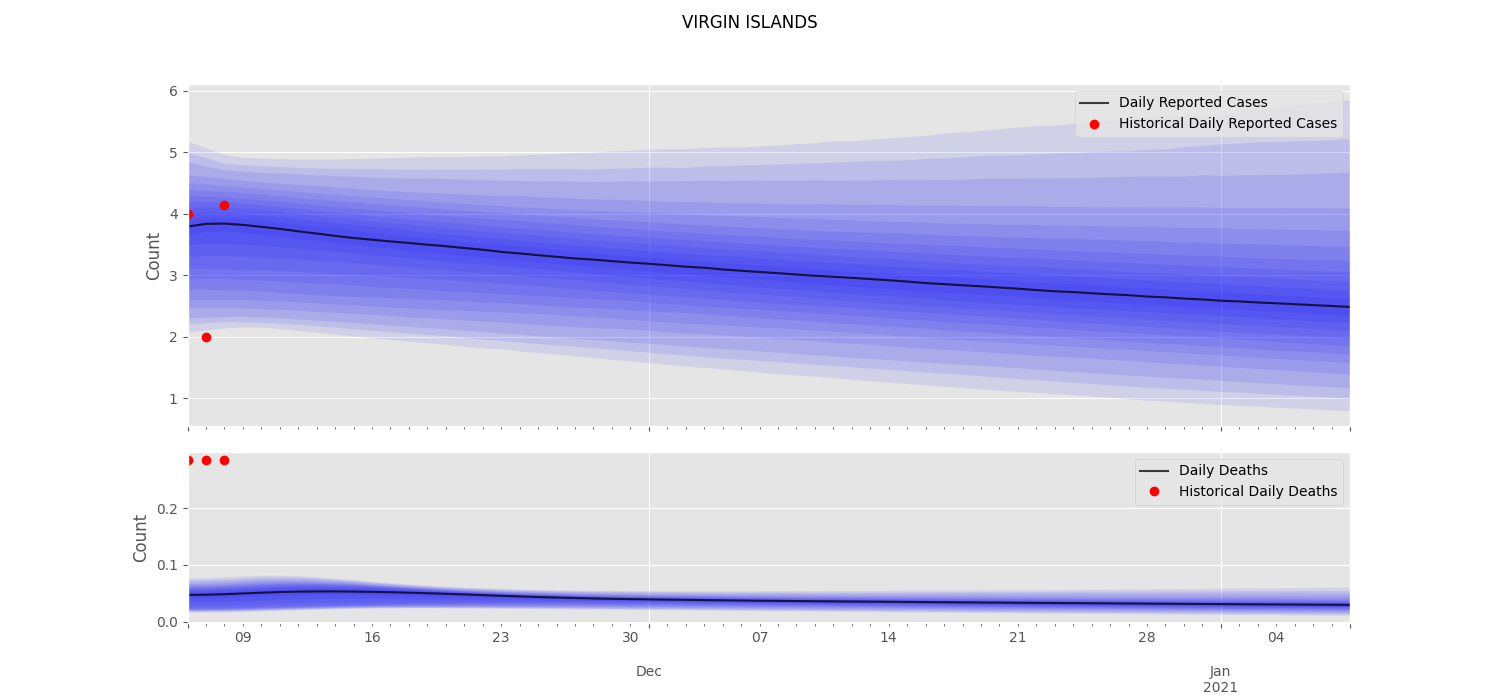 VIRGIN ISLANDS
Daily Reported Cases
Historical Daily Reported Cases
6
5
4
3
2
1
Count
Daily Deaths
Historical Daily Deaths
0.2
0.1
0.0
Count
09 16 23 30 07 14 21 28 04
Dec Jan
2021